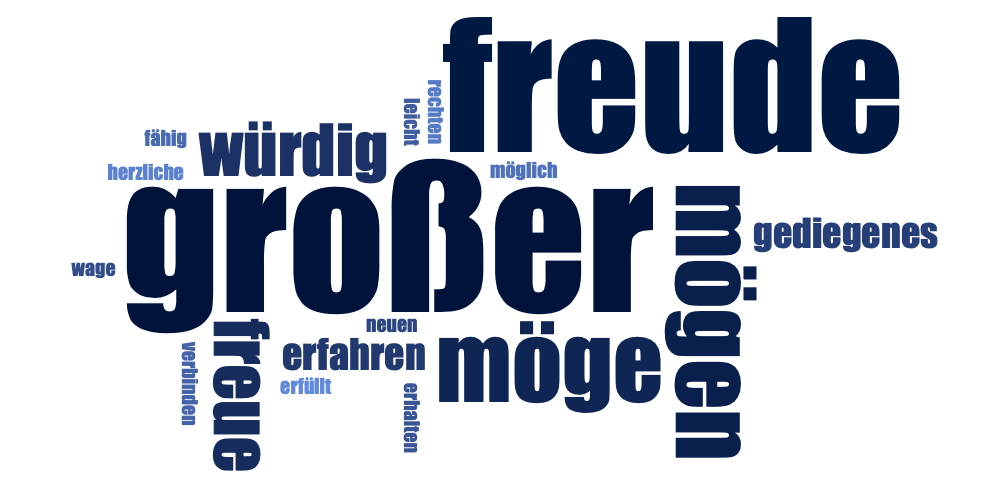 freude
rechten
leicht
fähig
würdig
herzliche
möglich
großer
mögen
gediegenes
wage
neuen
freue
erfahren
möge
verbinden
erfüllt
erhalten